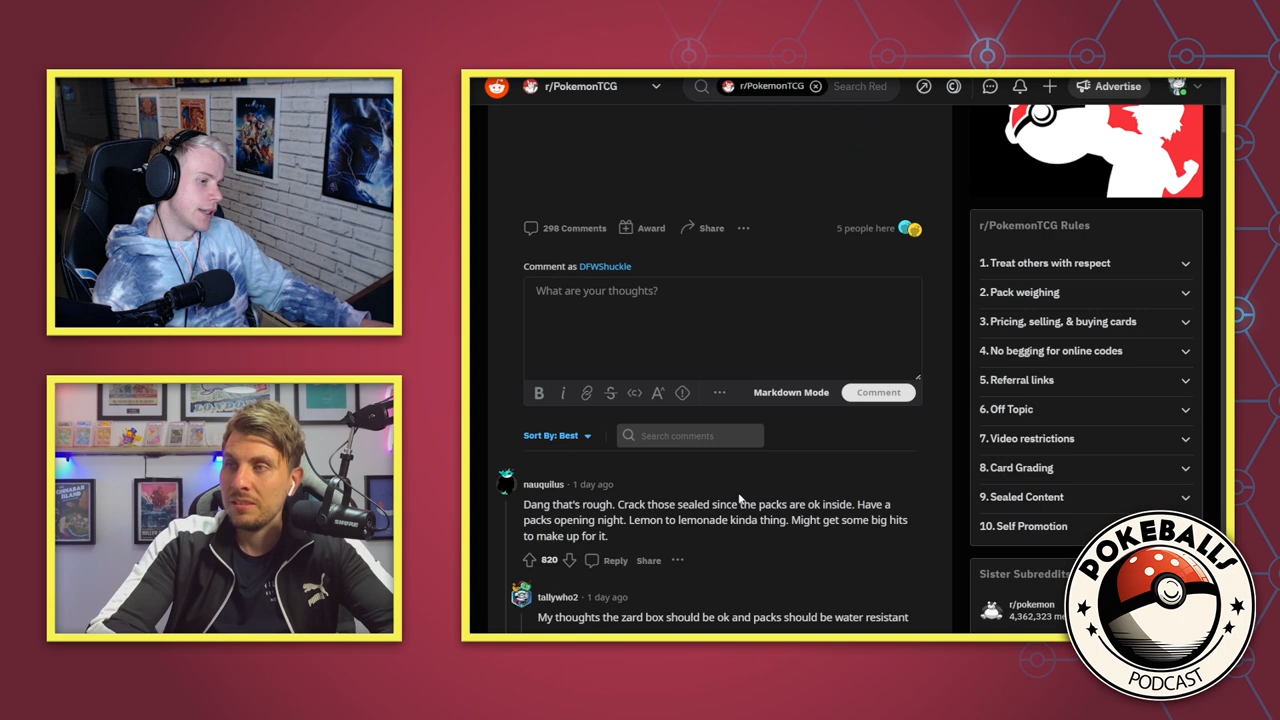 r/PokemonTCG
r/PokemonTCG
Search Red
Advertise
298 Comments
Award
Share
5 people here
Comment as DFWShuckle
What are your thoughts?
Markdown Mode
Comment
Sort By: Best
Search comments
nauquilus · 1 day ago
Dang that's rough. Crack those sealed since the packs are ok inside. Have a
packs opening night. Lemon to lemonade kinda thing. Might get some big hits
to make up for it.
820
Reply
Share
tallywho2 · 1 day ago
My thoughts the zard box should be ok and packs should be water resistant
r/PokemonTCG Rules
1. Treat others with respect
2. Pack weighing
3. Pricing, selling, & buying cards
4. No begging for online codes
5. Referral links
6. Off Topic
7. Video restrictions
8. Card Grading
9. Sealed Content
10. Self Promotion
Sister Subreddits
r/pokemon
4,362,323 me
SHURE
PUMA
POKEBALLS
PODCAST